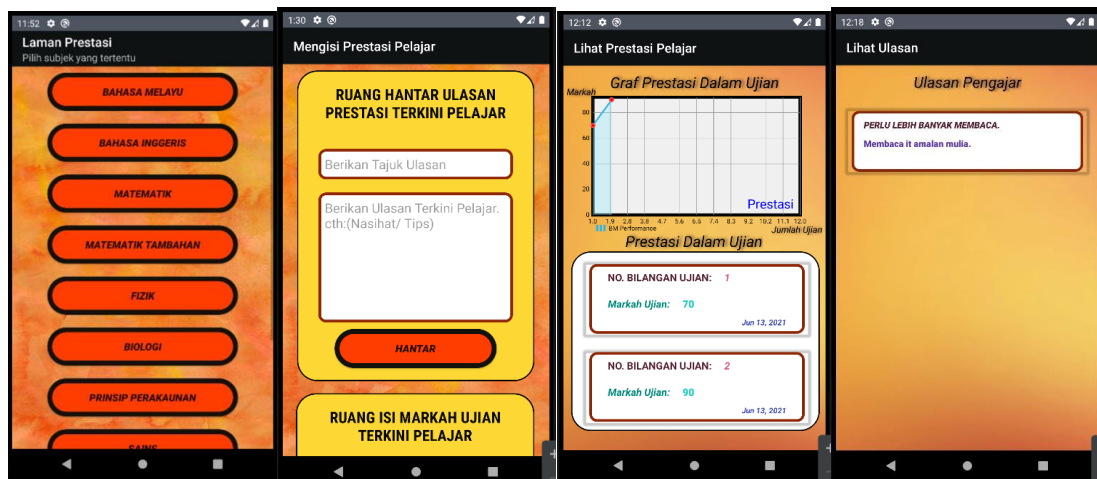 11:52
Laman Prestasi
Pilih subjek yang tertentu
BAHASA MELAYU
BAHASA INGGERIS
MATEMATIK
MATEMATIK TAMBAHAN
FIZIK
BIOLOGI
PRINSIP PERAKAUNAN
SAINS
1:30
Mengisi Prestasi Pelajar
RUANG HANTAR ULASAN
PRESTASI TERKINI PELAJAR
Berikan Tajuk Ulasan
Berikan Ulasan Terkini Pelajar.
cth:(Nasihat/ Tips)
HANTAR
RUANG ISI MARKAH UJIAN
TERKINI PELAJAR
12:12
Lihat Prestasi Pelajar
Graf Prestasi Dalam Ujian
Markah
80
60
40
20
0
Prestasi
1.0 1.9 2.8 3.8 4.7 5.6 6.5 7.4 8.3 9.2 10.2 11.1 12.0
BM Performance
Jumlah Ujian
Prestasi Dalam Ujian
NO. BILANGAN UJIAN: 1
Markah Ujian: 70
Jun 13, 2021
NO. BILANGAN UJIAN: 2
Markah Ujian: 90
Jun 13, 2021
12:18
Lihat Ulasan
Ulasan Pengajar
PERLU LEBIH BANYAK MEMBACA.
Membaca it amalan mulia.